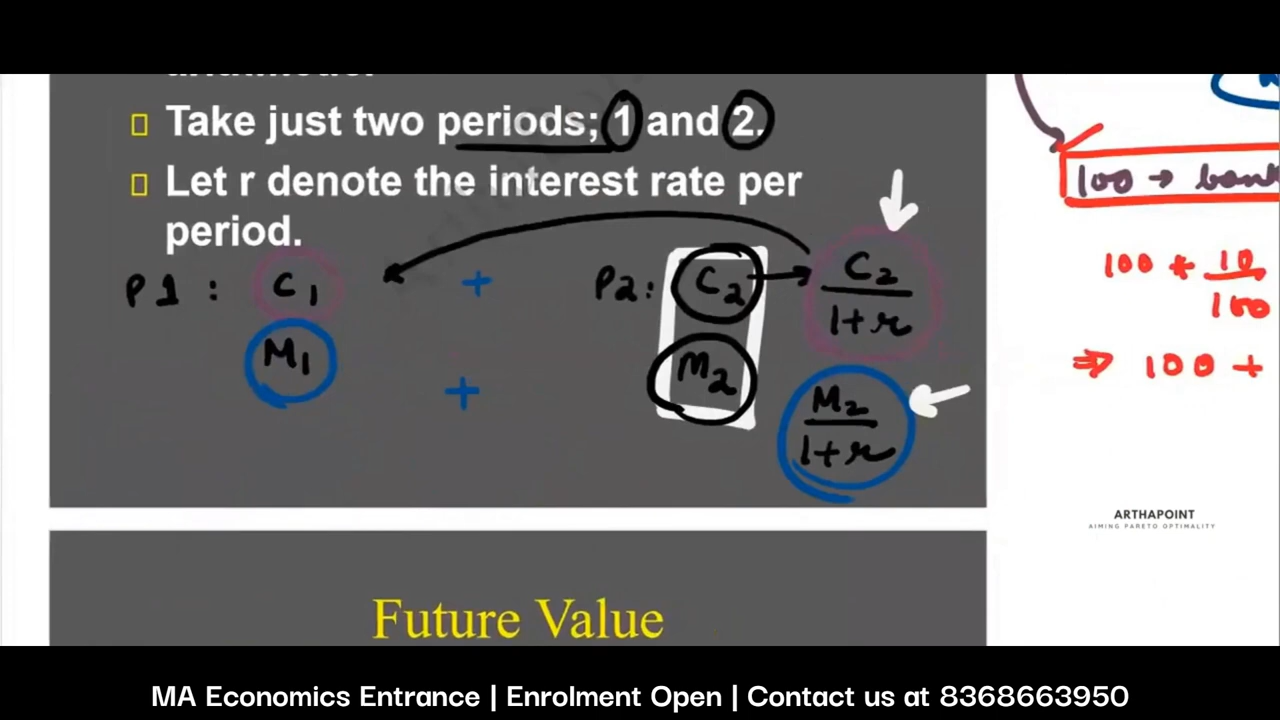 Take just two periods; 1 and 2.
Let r denote the interest rate per
period.
P1 : C1 + P2: C2 → C2/1+r
M1 + M2 M2/1+r
100 → bank
100 * 10/100
⇒ 100 +
ARTHAPOINT
AIMING PARETO OPTIMALITY
Future Value
MA Economics Entrance | Enrolment Open | Contact us at 8368663950